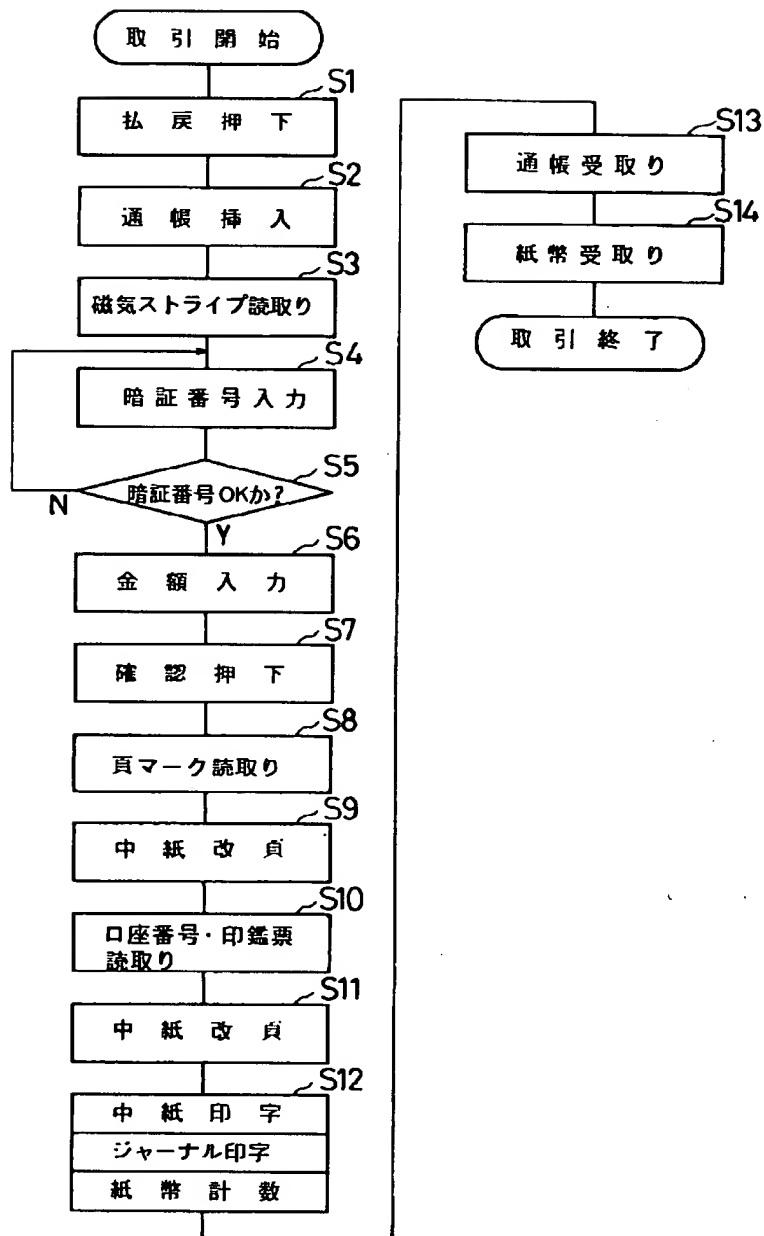 取引開始
S1
払戻押下
S2
通帳挿入
S3
磁気ストライプ読取り
S4
暗証番号入力
S5
暗証番号OKか?
N
Y
S6
金額入力
S7
確認押下
S8
頁マーク読取り
S9
中紙改頁
S10
口座番号・印鑑票
読取り
S11
中紙改頁
S12
中紙印字
ジャーナル印字
紙幣計数
S13
通帳受取り
S14
紙幣受取り
取引終了